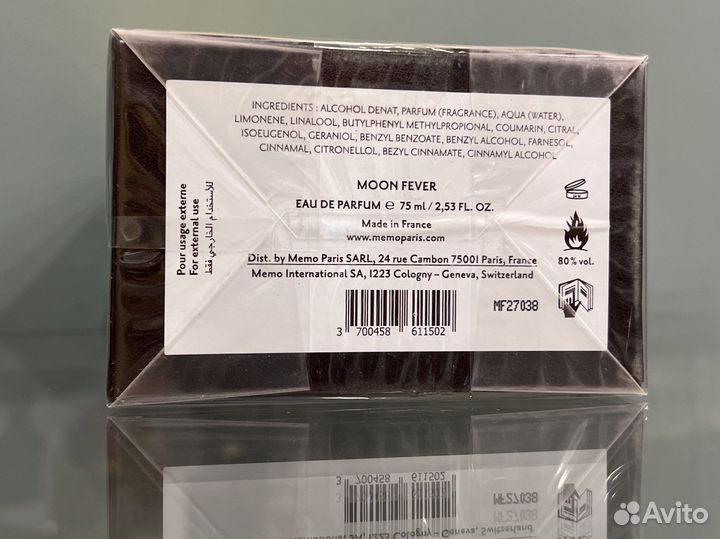 INGREDIENTS : ALCOHOL DENAT, PARFUM (FRAGRANCE), AQUA (WATER),
LIMONENE, LINALOOL, BUTYLPHENYL METHYLPROPIONAL, COUMARIN, CITRAL,
ISOEUGENOL, GERANIOL, BENZYL BENZOATE, BENZYL ALCOHOL, FARNESOL,
CINNAMAL, CITRONELLOL, BEZYL CINNAMATE, CINNAMYL ALCOHOL
MOON FEVER
EAU DE PARFUM ℮ 75 ml / 2,53 FL. OZ.
Made in France
www.memoparis.com
Dist. by Memo Paris SARL, 24 rue Cambon 75001 Paris, France
Memo International SA, 1223 Cologny – Geneva, Switzerland
3 700458 611502
Pour usage externe
For external use
للاستخدام الخارجي فقط
80% vol.
MF27038
3 700458 611502
MF27038
Avito